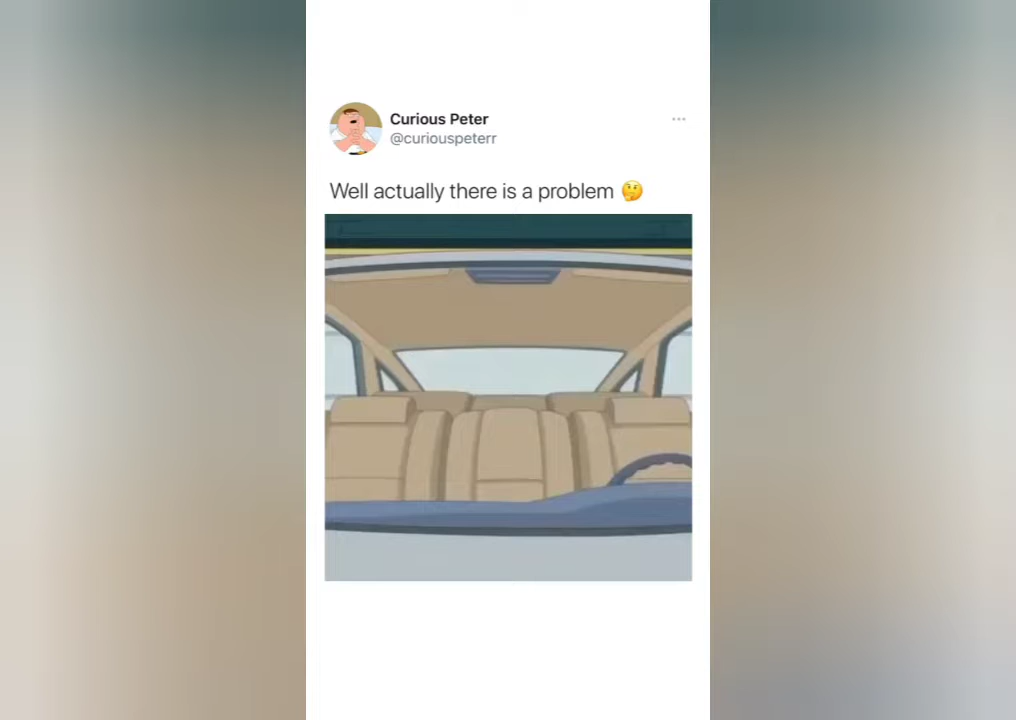 Curious Peter
@curiouspeterr
Well actually there is a problem 🤔